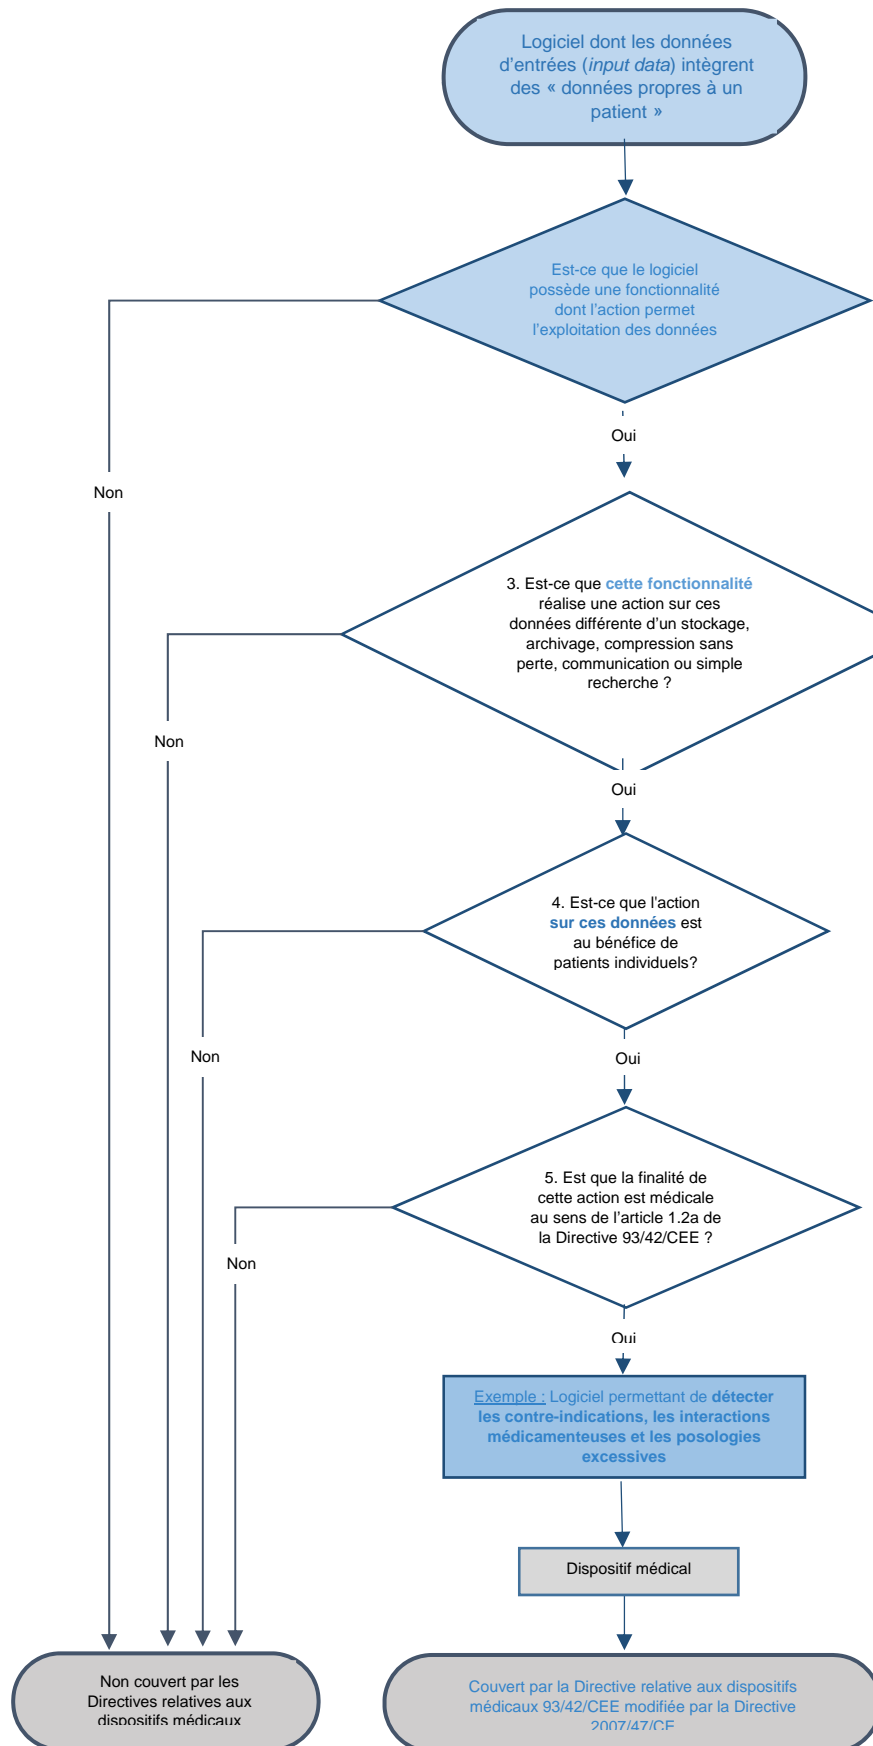 Logiciel dont les données
d’entrées (input data) intègrent
des « données propres à un
patient »
Est-ce que le logiciel
possède une fonctionnalité
dont l’action permet
l’exploitation des données
Oui
Non
3. Est-ce que cette fonctionnalité
réalise une action sur ces
données différente d’un stockage,
archivage, compression sans
perte, communication ou simple
recherche ?
Non
Oui
4. Est-ce que l'action
sur ces données est
au bénéfice de
patients individuels?
Non
Oui
5. Est que la finalité de
cette action est médicale
au sens de l’article 1.2a de
la Directive 93/42/CEE ?
Non
Oui
Exemple : Logiciel permettant de détecter
les contre-indications, les interactions
médicamenteuses et les posologies
excessives
Dispositif médical
Non couvert par les
Directives relatives aux
dispositifs médicaux
Couvert par la Directive relative aux dispositifs
médicaux 93/42/CEE modifiée par la Directive
2007/47/CE